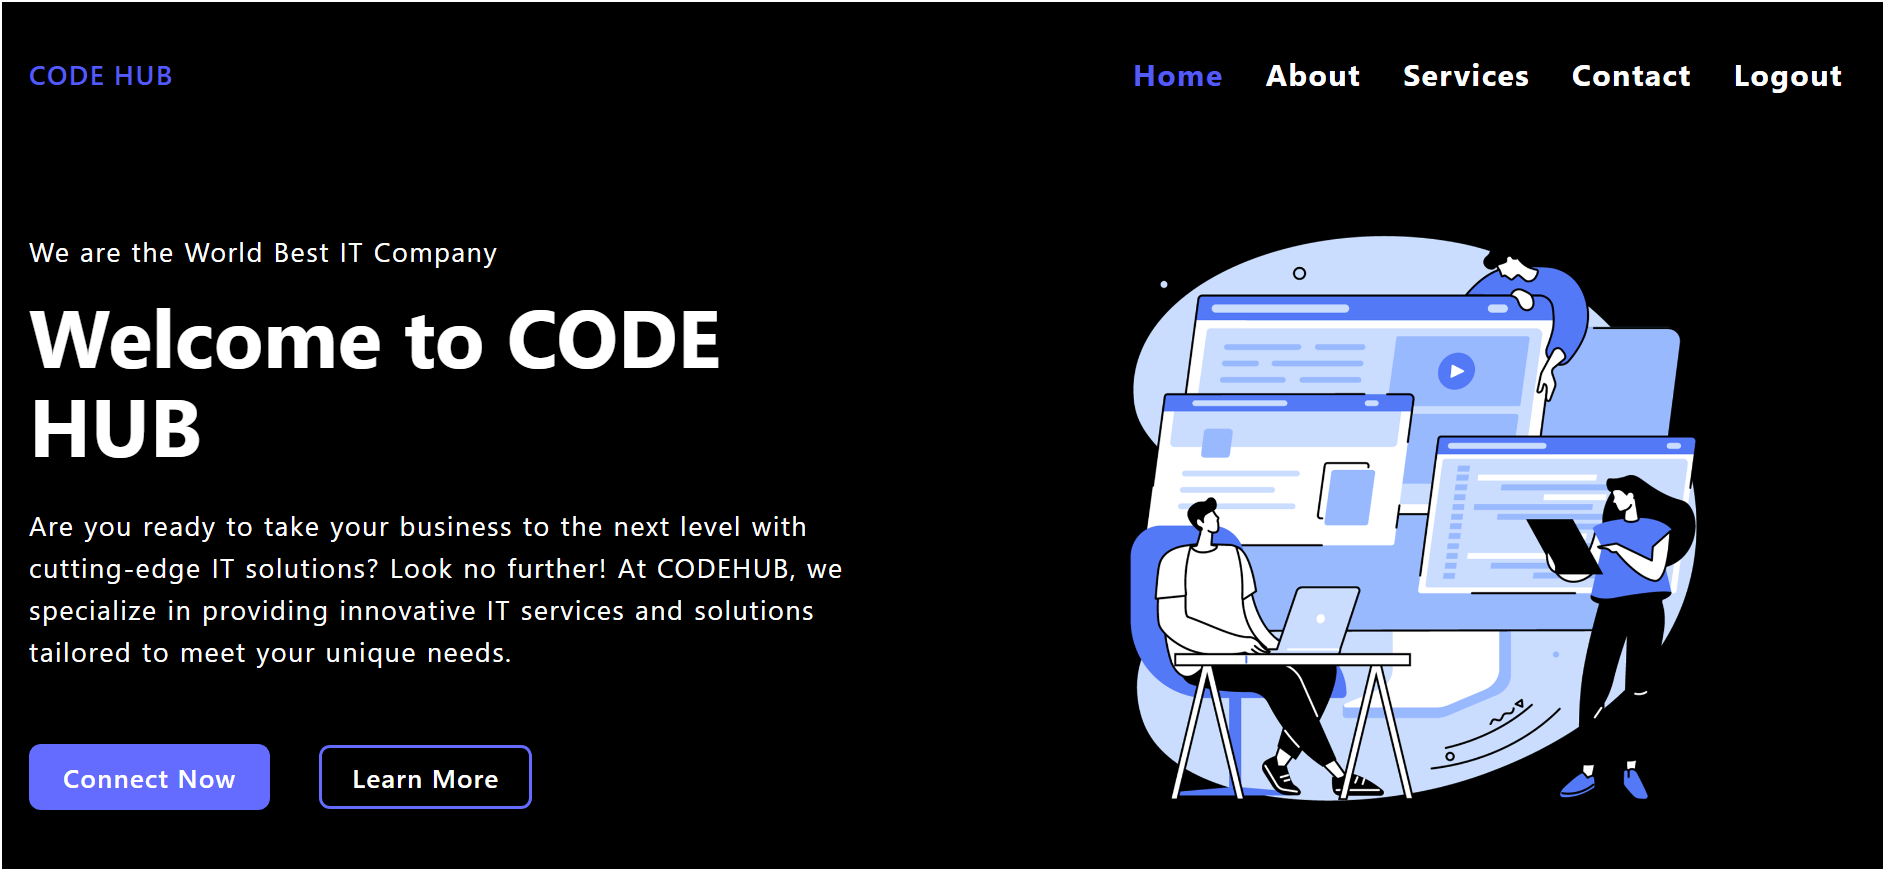 CODE HUB
Home About Services Contact Logout
We are the World Best IT Company
Welcome to CODE
HUB
Are you ready to take your business to the next level with
cutting-edge IT solutions? Look no further! At CODEHUB, we
specialize in providing innovative IT services and solutions
tailored to meet your unique needs.
Connect Now Learn More